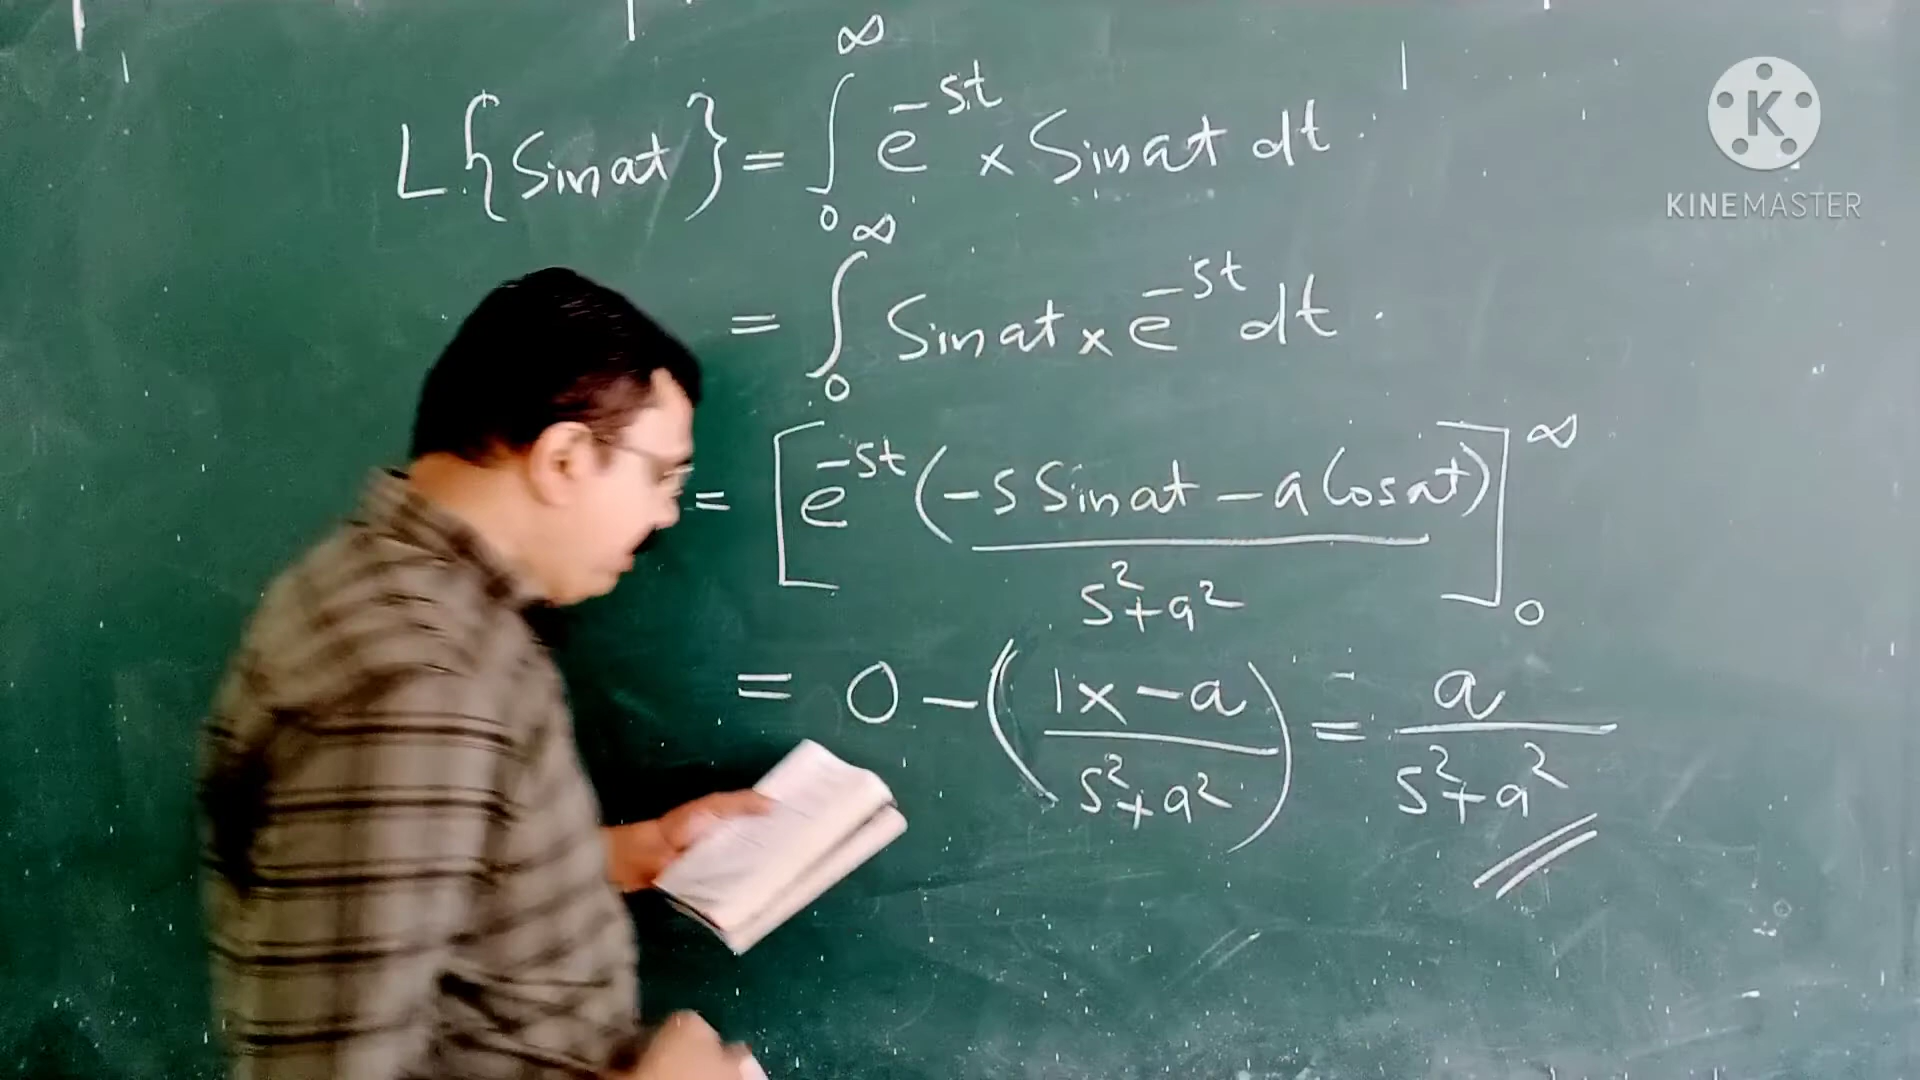 L{Sinat} = ∫₀^∞ e^-st × Sinat dt.
= ∫₀^∞ Sinat × e^-st dt.
= [e^-st (-s Sinat - a Cosat) / s²+a²]₀^∞
= 0 - (1x-a / s²+a²) = a / s²+a²
K
KINEMASTER